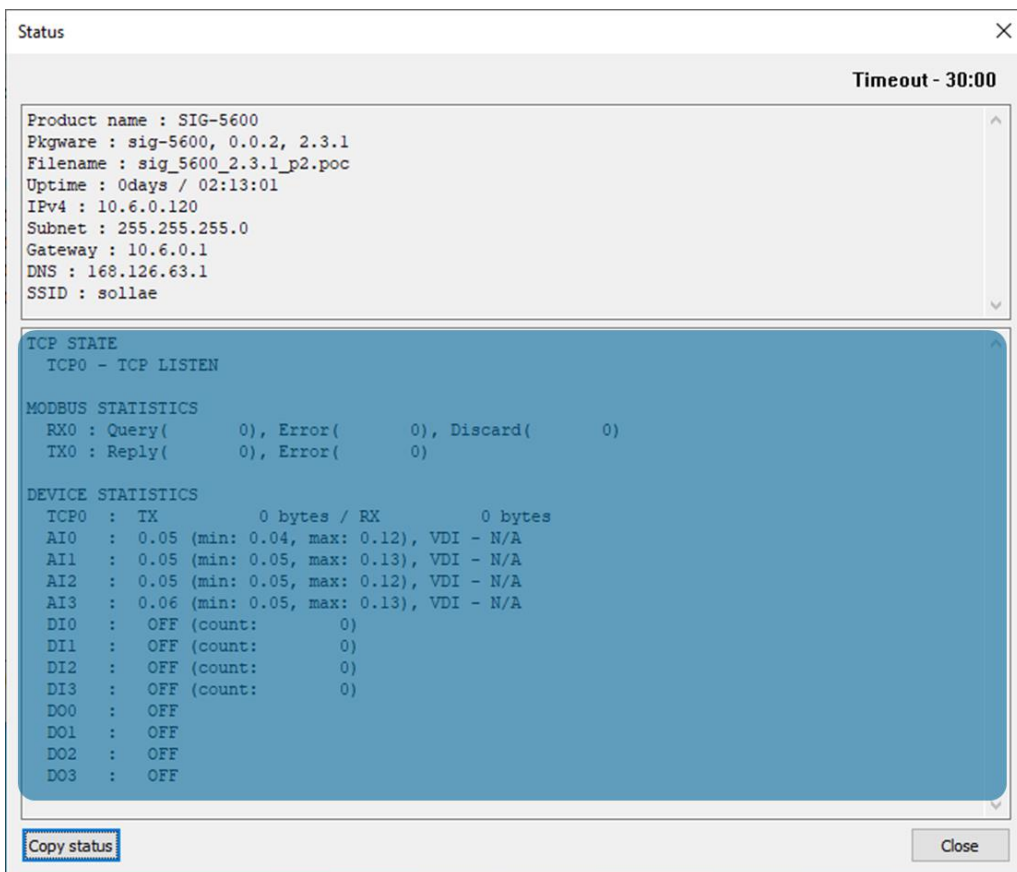 Status
Timeout - 30:00
Product name : SIG-5600
Pkgware : sig-5600, 0.0.2, 2.3.1
Filename : sig_5600_2.3.1_p2.poc
Uptime : 0days / 02:13:01
IPv4 : 10.6.0.120
Subnet : 255.255.255.0
Gateway : 10.6.0.1
DNS : 168.126.63.1
SSID : sollae
TCP STATE
TCP0 - TCP LISTEN
MODBUS STATISTICS
RX0 : Query(       0), Error(       0), Discard(       0)
TX0 : Reply(       0), Error(       0)
DEVICE STATISTICS
TCP0  :  TX          0 bytes / RX          0 bytes
AI0   :  0.05 (min: 0.04, max: 0.12), VDI - N/A
AI1   :  0.05 (min: 0.05, max: 0.13), VDI - N/A
AI2   :  0.05 (min: 0.05, max: 0.12), VDI - N/A
AI3   :  0.06 (min: 0.05, max: 0.13), VDI - N/A
DI0   :   OFF (count:        0)
DI1   :   OFF (count:        0)
DI2   :   OFF (count:        0)
DI3   :   OFF (count:        0)
DO0   :   OFF
DO1   :   OFF
DO2   :   OFF
DO3   :   OFF
Copy status
Close